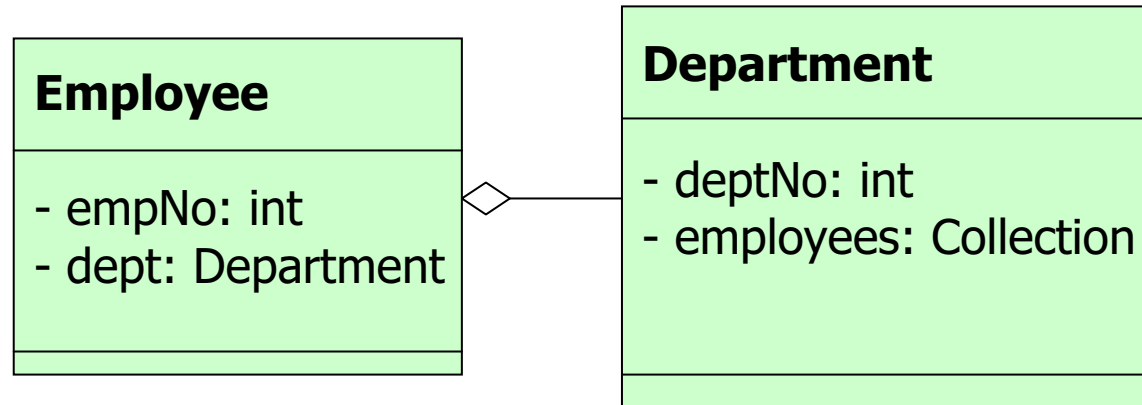 Employee
- empNo: int
- dept: Department
Department
- deptNo: int
- employees: Collection